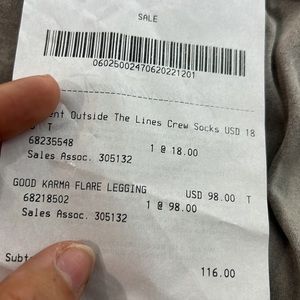 SALE
06025002470620221201
ent Outside The Lines Crew Socks USD 18
T
68235548 1 @ 18.00
Sales Assoc. 305132
GOOD KARMA FLARE LEGGING USD 98.00 T
68218502 1 @ 98.00
Sales Assoc. 305132
Subt 116.00